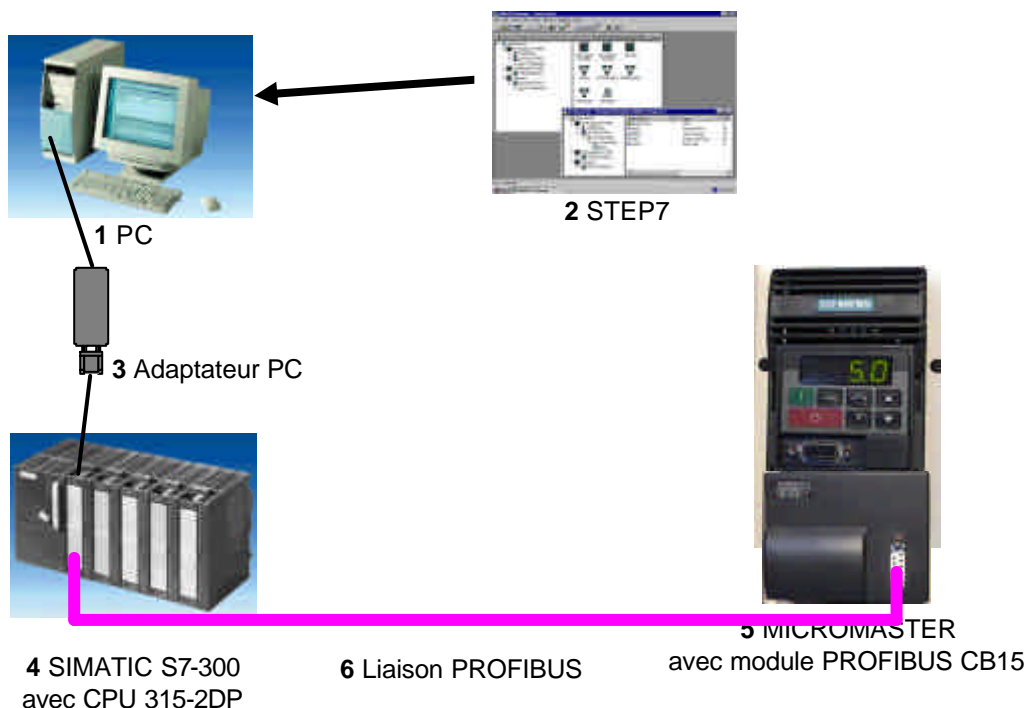 2 STEP7
1 PC
3 Adaptateur PC
SIEMENS
5.0
5 MICROMASTER
avec module PROFIBUS CB15
4 SIMATIC S7-300
avec CPU 315-2DP
6 Liaison PROFIBUS